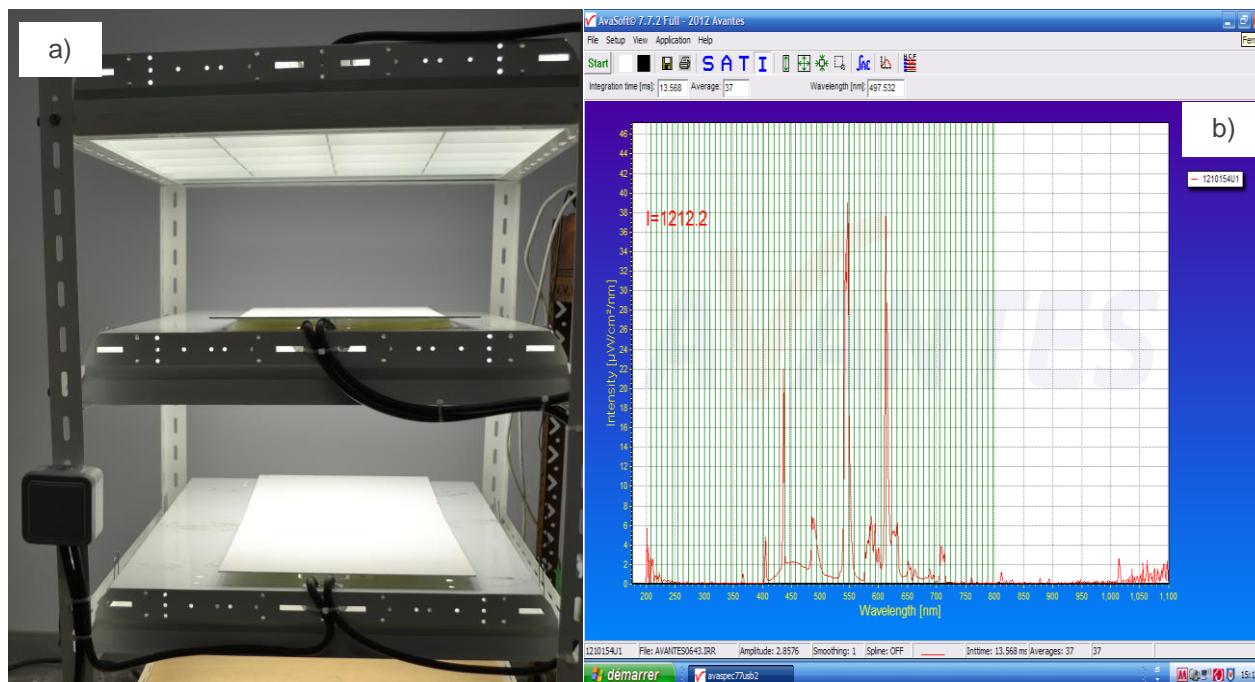 a)
AvaSoft© 7.7.2 Full - 2012 Avantes
File Setup View Application Help
Start S A T I
Integration time [ms]: 13.568 Average: 37 Wavelength [nm]: 497.532
b)
46
44
42
40
38
36
34
32
30
28
26
24
22
20
18
16
14
12
10
8
6
4
2
0
I=1212.2
1210154U1
AVANTES
Intensity [µW/cm²/nm]
200 250 300 350 400 450 500 550 600 650 700 750 800 850 900 950 1,000 1,050 1,100
Wavelength [nm]
1210154U1 File: AVANTES0643.IRR Amplitude: 2.8576 Smoothing: 1 Spline: OFF Inttime: 13.568 ms Averages: 37 37
démarrer avaspec77usb2